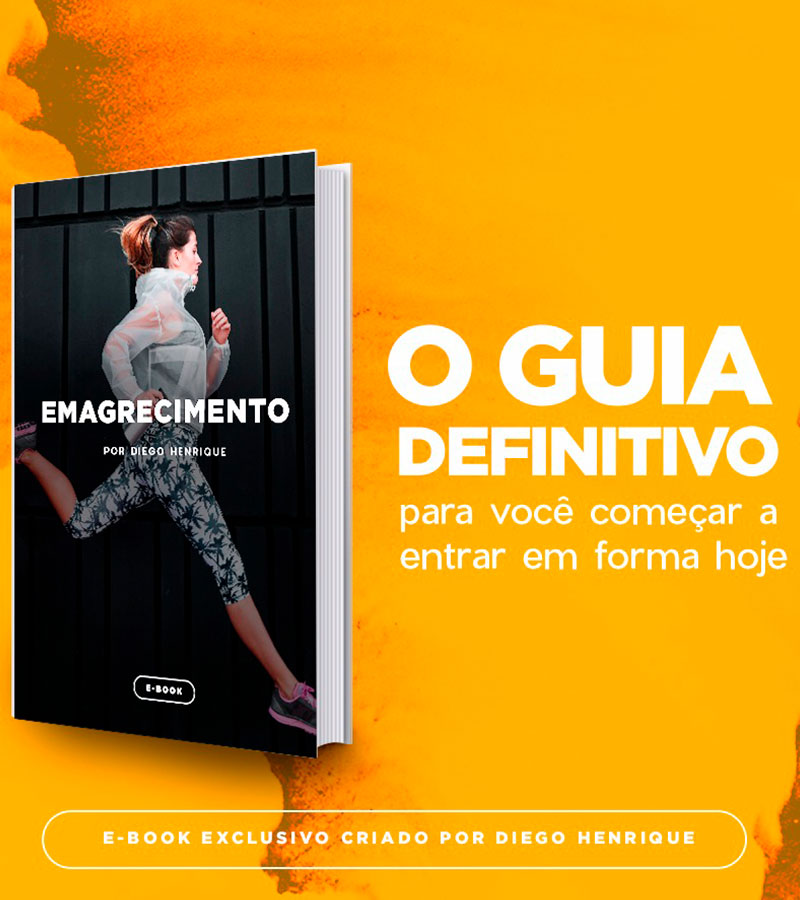 EMAGRECIMENTO
POR DIEGO HENRIQUE
E-BOOK
O GUIA
DEFINITIVO
para você começar a
entrar em forma hoje
E-BOOK EXCLUSIVO CRIADO POR DIEGO HENRIQUE